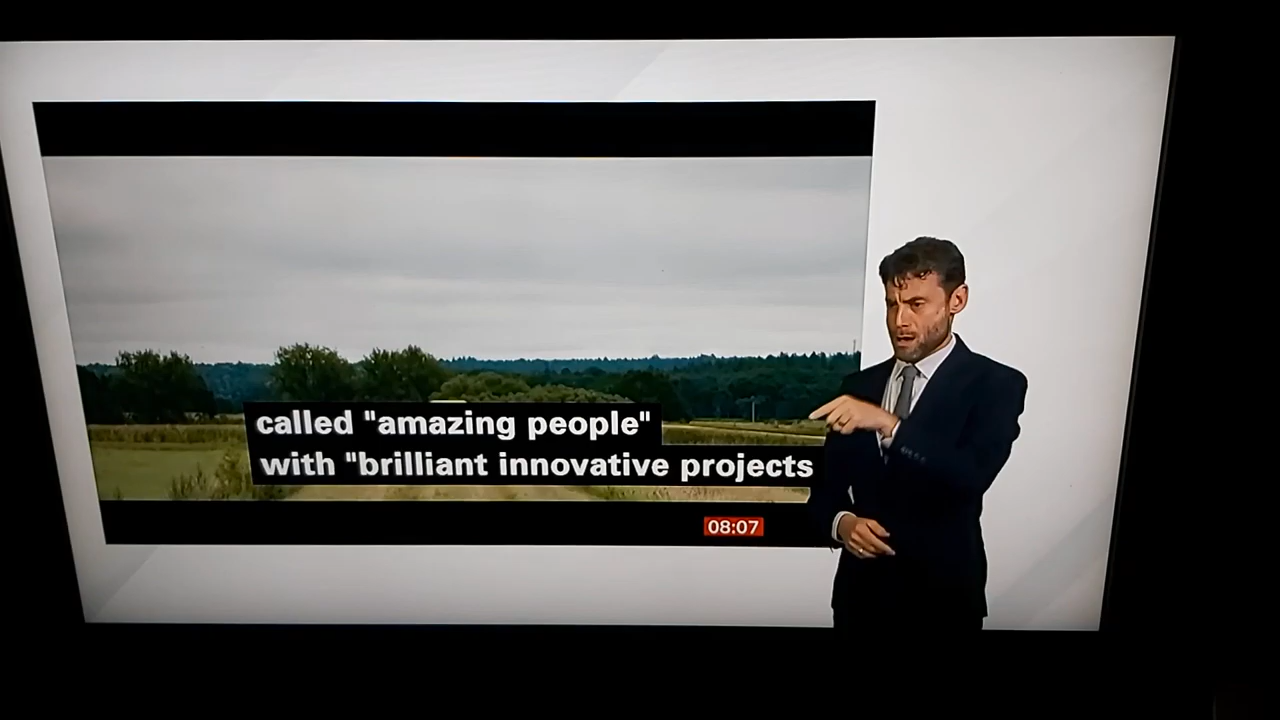 called "amazing people"
with "brilliant innovative projects
08:07